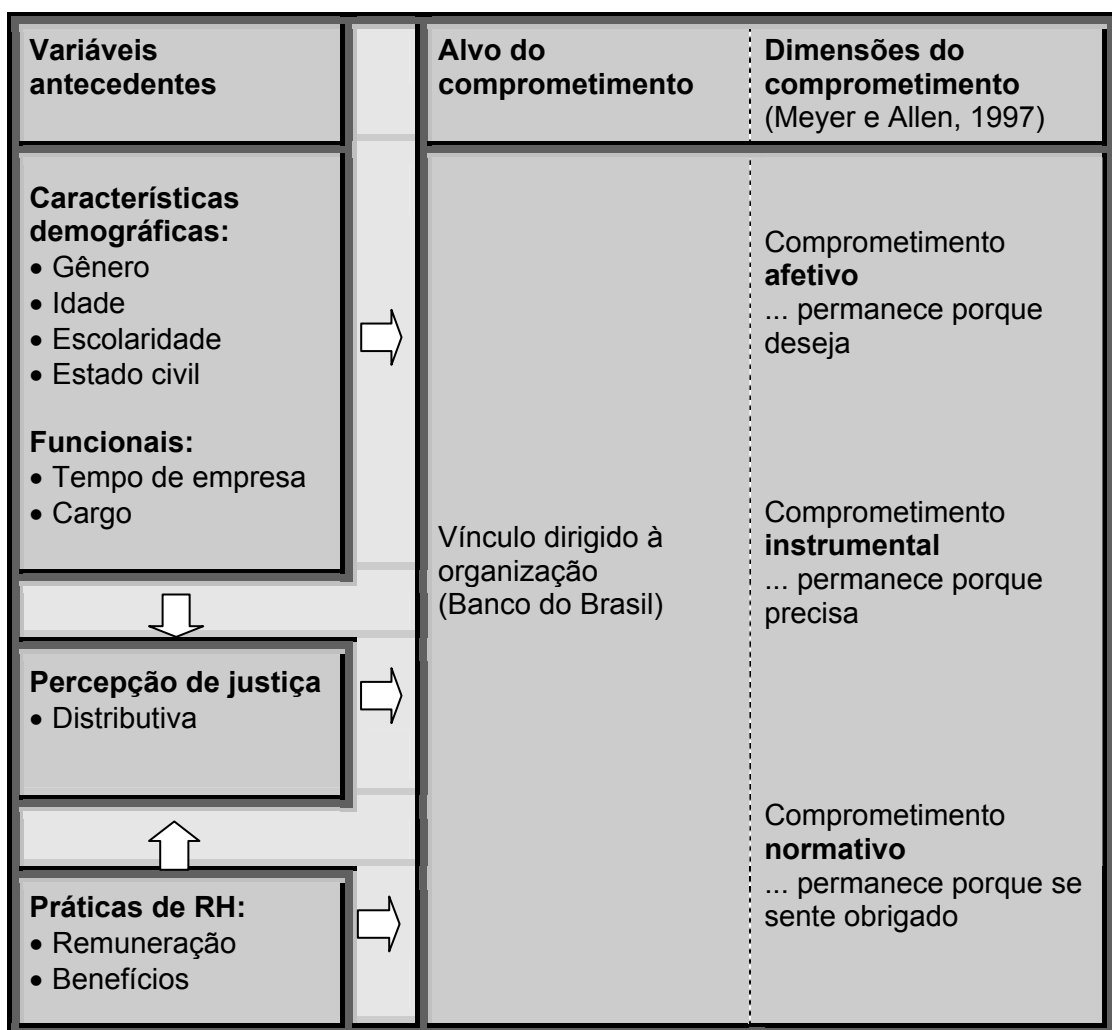 Variáveis
antecedentes
Alvo do
comprometimento
Dimensões do
comprometimento
(Meyer e Allen, 1997)
Características
demográficas:
• Gênero
• Idade
• Escolaridade
• Estado civil
Funcionais:
• Tempo de empresa
• Cargo
Percepção de justiça
• Distributiva
Práticas de RH:
• Remuneração
• Benefícios
Vínculo dirigido à
organização
(Banco do Brasil)
Comprometimento
afetivo
... permanece porque
deseja
Comprometimento
instrumental
... permanece porque
precisa
Comprometimento
normativo
... permanece porque se
sente obrigado